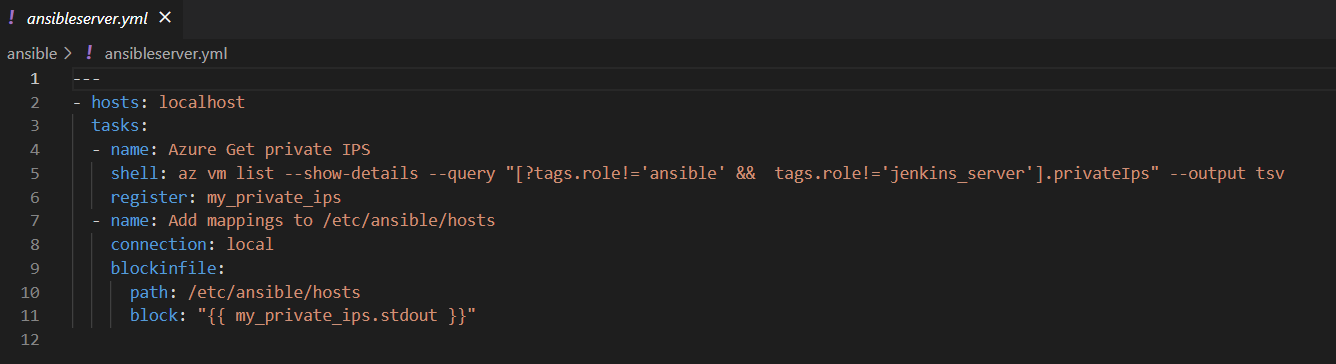 ! ansibleserver.yml ×
ansible > ! ansibleserver.yml
1 ---
2 - hosts: localhost
3   tasks:
4   - name: Azure Get private IPS
5     shell: az vm list --show-details --query "[?tags.role!='ansible' &&  tags.role!='jenkins_server'].privateIps" --output tsv
6     register: my_private_ips
7   - name: Add mappings to /etc/ansible/hosts
8     connection: local
9     blockinfile:
10       path: /etc/ansible/hosts
11       block: "{{ my_private_ips.stdout }}"
12